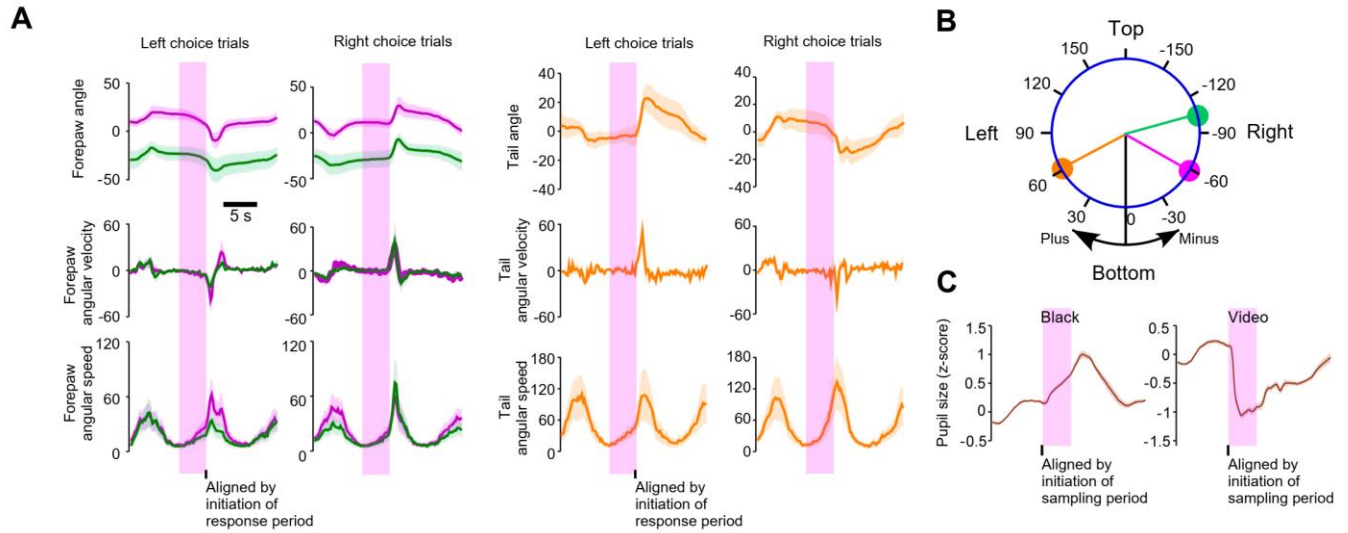 A
Left choice trials
Right choice trials
Left choice trials
Right choice trials
Forepaw angle
50
0
-50
50
0
-50
5 s
Tail angle
40
20
0
-20
-40
40
20
0
-20
-40
Forepaw
angular velocity
60
0
-60
60
0
-60
Tail
angular velocity
60
0
-60
60
0
-60
Forepaw
angular speed
120
60
0
120
60
0
Tail
angular speed
180
120
60
0
180
120
60
0
Aligned by
initiation of
response period
Aligned by
initiation of
response period
B
Top
150
-150
120
-120
Left
90
-90
Right
60
-60
30
0
-30
Plus
Minus
Bottom
C
Black
Video
Pupil size (z-score)
1.5
1
0.5
0
-0.5
0.5
0
-0.5
-1
-1.5
Aligned by
initiation of
sampling period
Aligned by
initiation of
sampling period